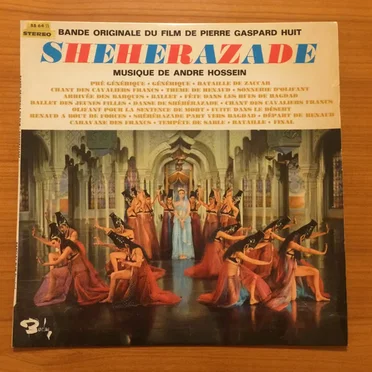 STEREO
BANDE ORIGINALE DU FILM DE PIERRE GASPARD HUIT
SHEHERAZADE
MUSIQUE DE ANDRE HOSSEIN
PRÉ GÉNÉRIQUE • GÉNÉRIQUE • BATAILLE DE ZACCAR
CHANT DES CAVALIERS FRANCS • THEME DE RENAUD • SONNERIE D'OLIFANT
ARRIVÉE DES BARQUES • BALLET • FÊTE DANS LES RUES DE BAGDAD
BALLET DES JEUNES FILLES • DANSE DE SHÉHÉRAZADE • CHANT DES CAVALIERS FRANCS
OLIFANT POUR LA SENTENCE DE MORT • FUITE DANS LE DÉSERT
RENAUD A BOUT DE FORCES • SHÉHÉRAZADE PART VERS BAGDAD • DÉPART DE RENAUD
CARAVANE DES FRANCS • TEMPÊTE DE SABLE • BATAILLE • FINAL
Barclay